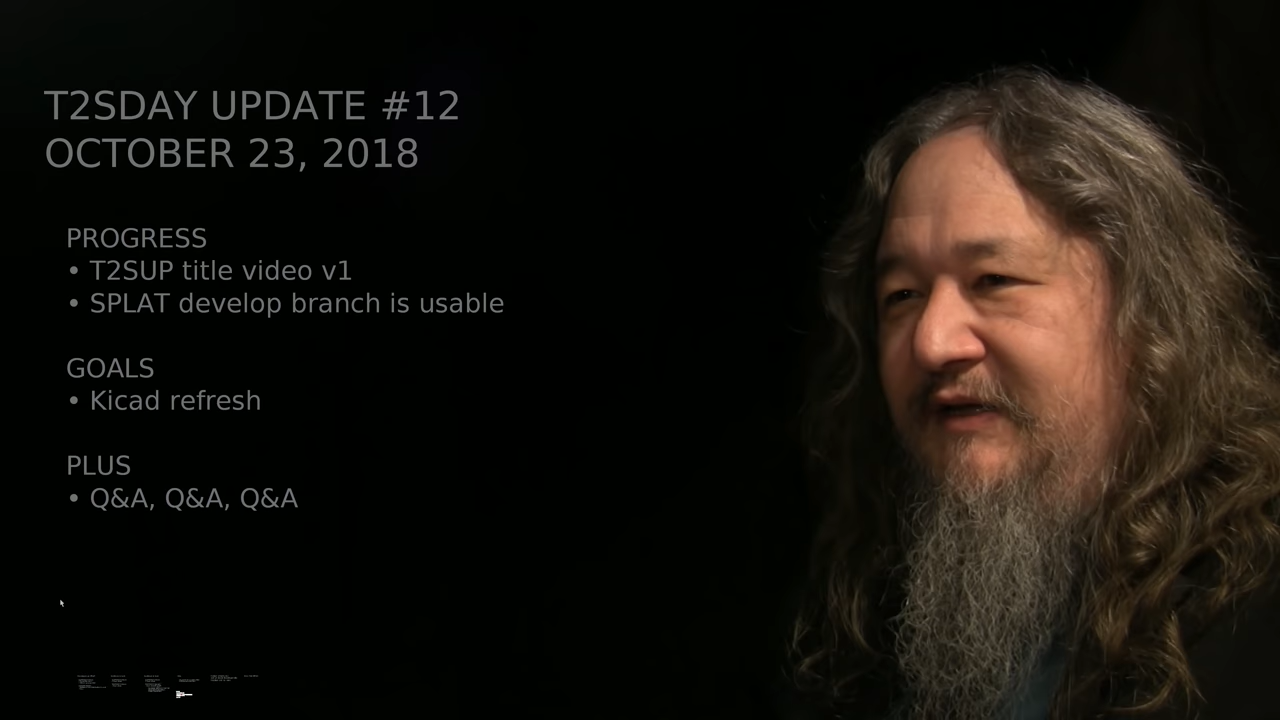 T2SDAY UPDATE #12
OCTOBER 23, 2018
PROGRESS
• T2SUP title video v1
• SPLAT develop branch is usable
GOALS
• Kicad refresh
PLUS
• Q&A, Q&A, Q&A